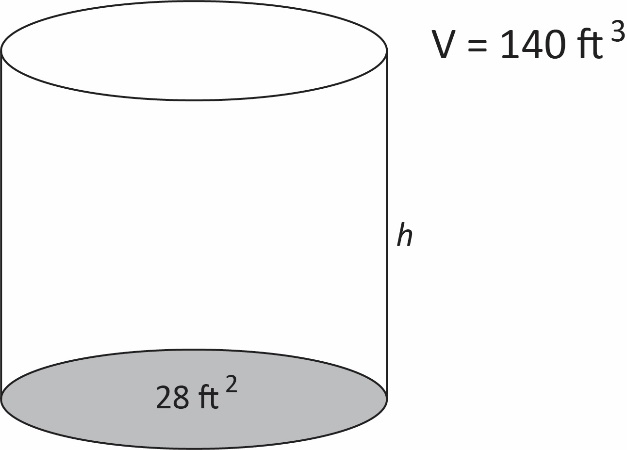 V = 140 ft³
h
28 ft²